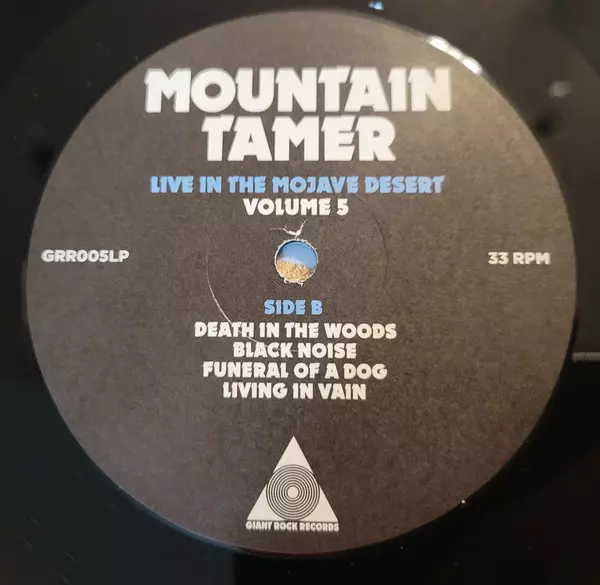 MOUNTAIN
TAMER
LIVE IN THE MOJAVE DESERT
VOLUME 5
GRR005LP
33 RPM
SIDE B
DEATH IN THE WOODS
BLACK NOISE
FUNERAL OF A DOG
LIVING IN VAIN
GIANT ROCK RECORDS